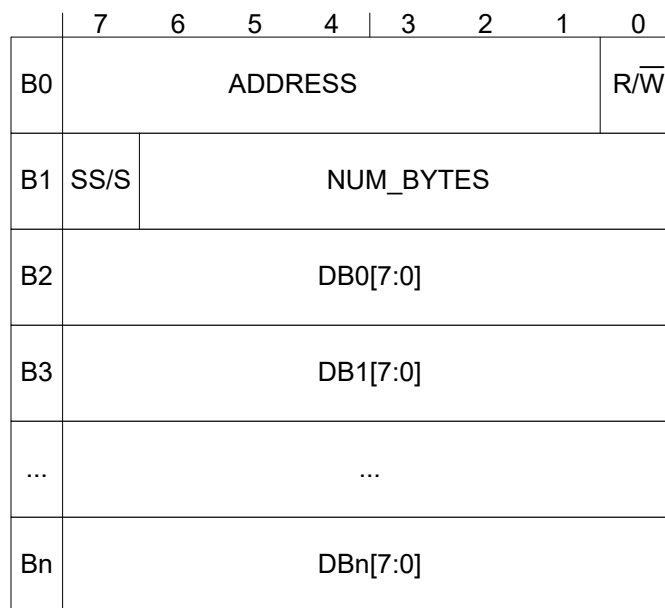 7 6 5 4 3 2 1 0
B0 ADDRESS R/W̅
B1 SS/S NUM_BYTES
B2 DB0[7:0]
B3 DB1[7:0]
... ...
Bn DBn[7:0]